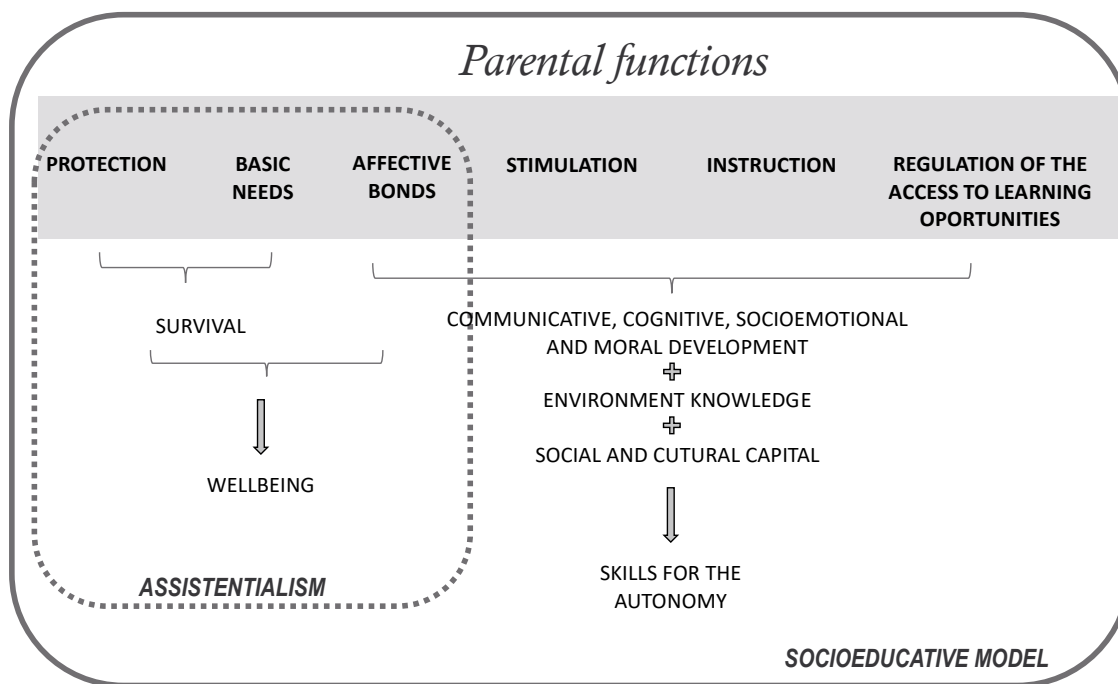 Parental functions
PROTECTION
BASIC
NEEDS
AFFECTIVE
BONDS
STIMULATION
INSTRUCTION
REGULATION OF THE
ACCESS TO LEARNING
OPORTUNITIES
SURVIVAL
WELLBEING
ASSISTENTIALISM
COMMUNICATIVE, COGNITIVE, SOCIOEMOTIONAL
AND MORAL DEVELOPMENT
ENVIRONMENT KNOWLEDGE
SOCIAL AND CUTURAL CAPITAL
SKILLS FOR THE
AUTONOMY
SOCIOEDUCATIVE MODEL